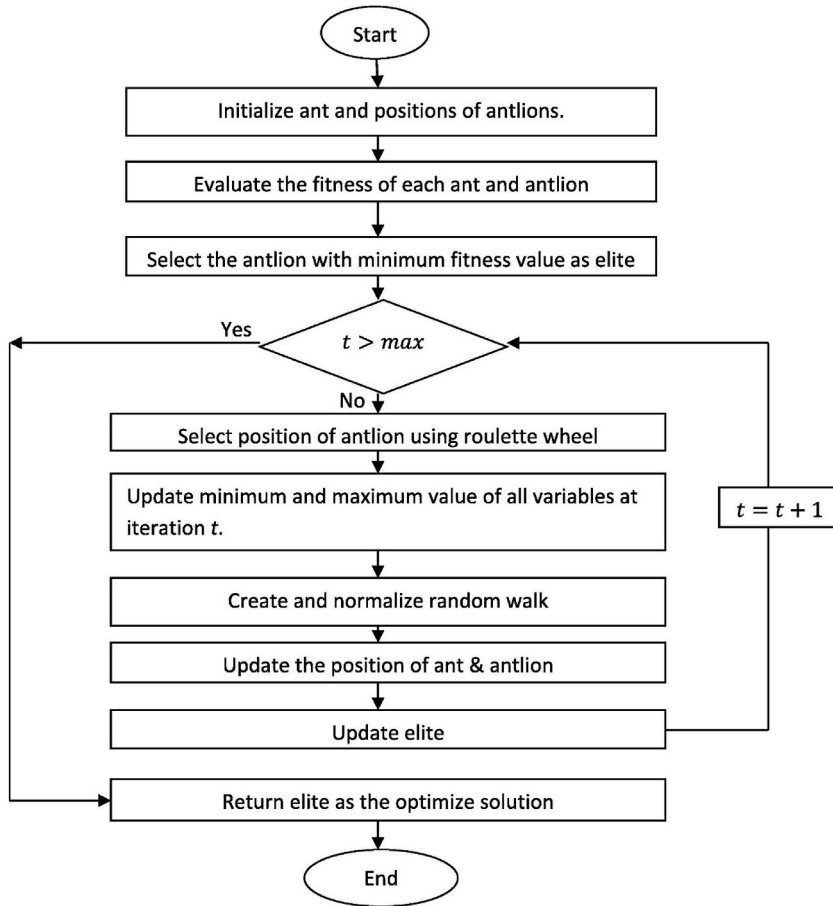 Start
Initialize ant and positions of antlions.
Evaluate the fitness of each ant and antlion
Select the antlion with minimum fitness value as elite
Yes
t > max
No
Select position of antlion using roulette wheel
Update minimum and maximum value of all variables at
iteration t.
t = t + 1
Create and normalize random walk
Update the position of ant & antlion
Update elite
Return elite as the optimize solution
End